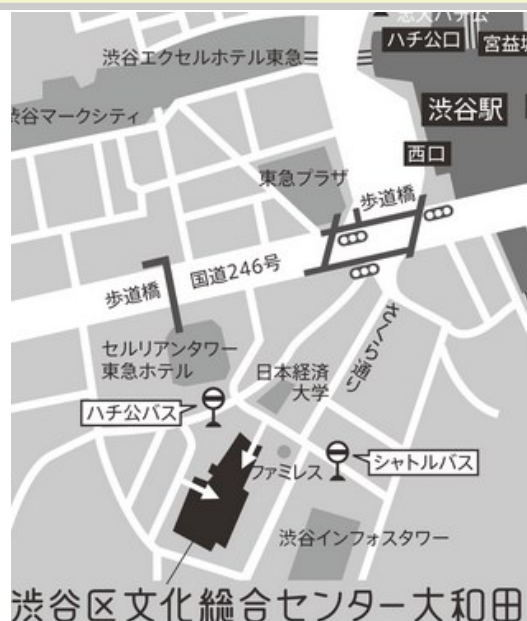 ハチ公口
宮益坂
渋谷エクセルホテル東急
渋谷マークシティ
渋谷駅
西口
東急プラザ
歩道橋
国道246号
歩道橋
さくら通り
セルリアンタワー
東急ホテル
日本経済
大学
ハチ公バス
ファミレス
シャトルバス
渋谷インフォスタワー
渋谷区文化総合センター大和田